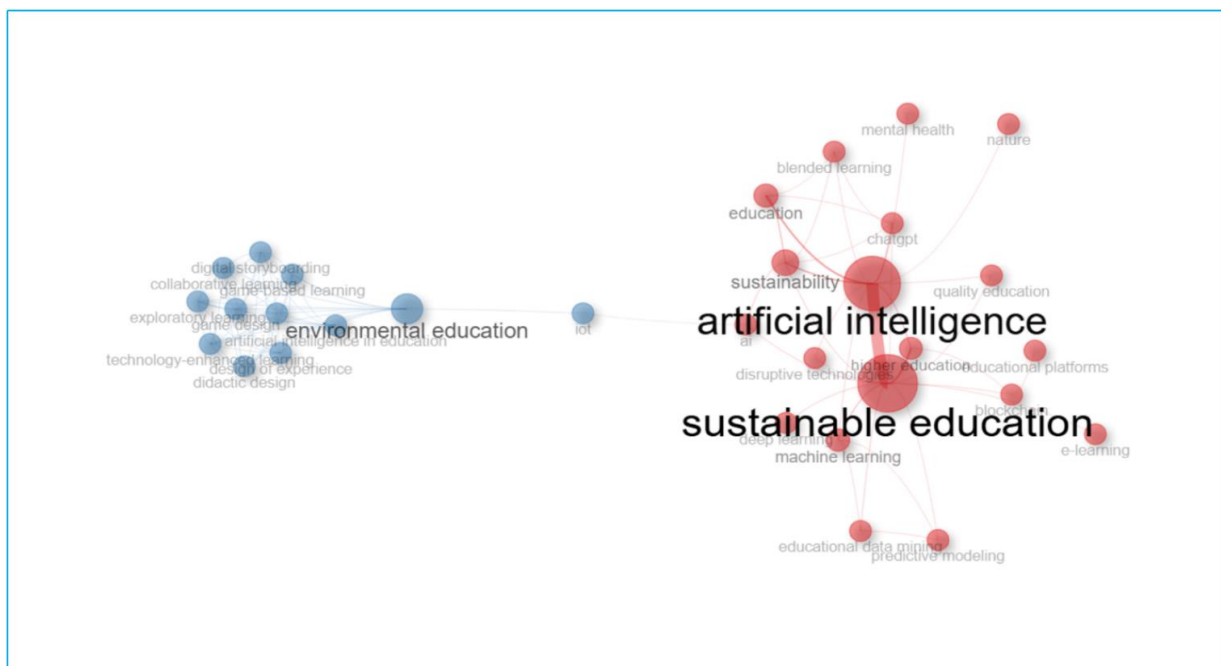 mental health
nature
blended learning
education
chatgpt
digital storyboarding
collaborative learning
game-based learning
sustainability
quality education
exploratory learning
game design
environmental education
iot
artificial intelligence
ai
artificial intelligence in education
technology-enhanced learning
design of experience
didactic design
higher education
educational platforms
disruptive technologies
blockchain
sustainable education
deep learning
e-learning
machine learning
educational data mining
predictive modeling